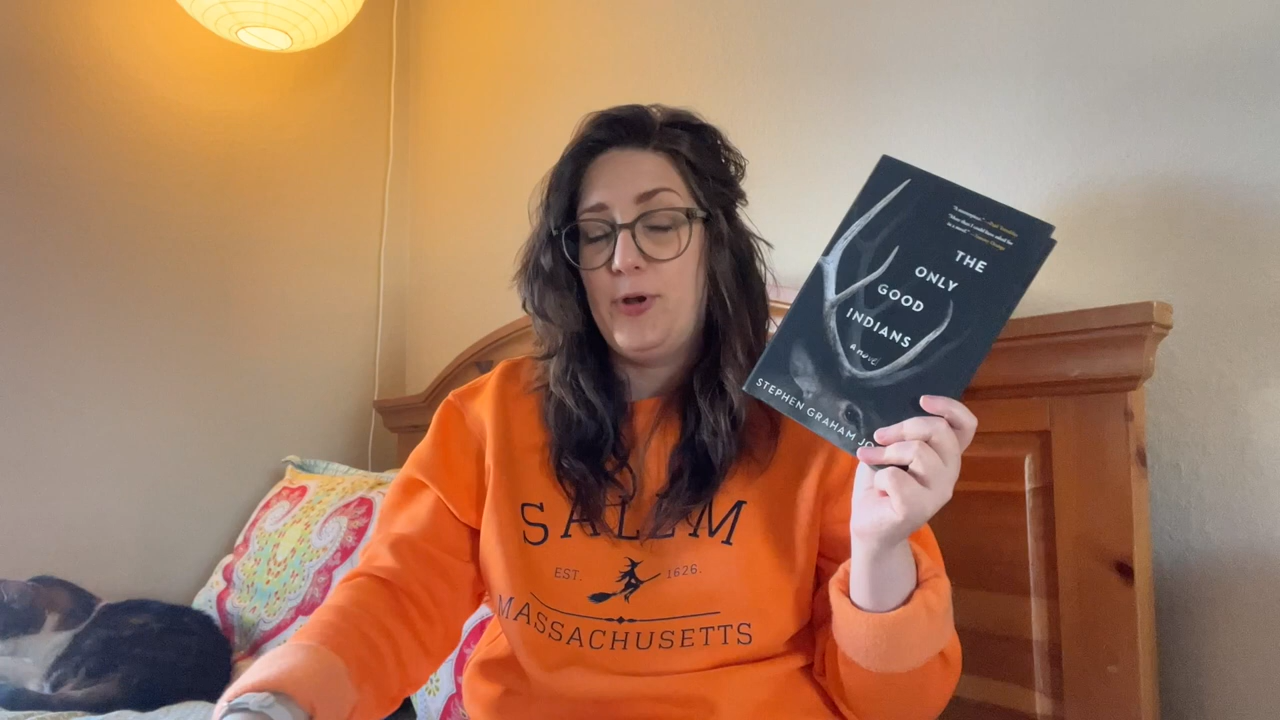 THE
ONLY
GOOD
INDIANS
a novel
STEPHEN GRAHAM JO
SALEM
EST. 1626.
MASSACHUSETTS